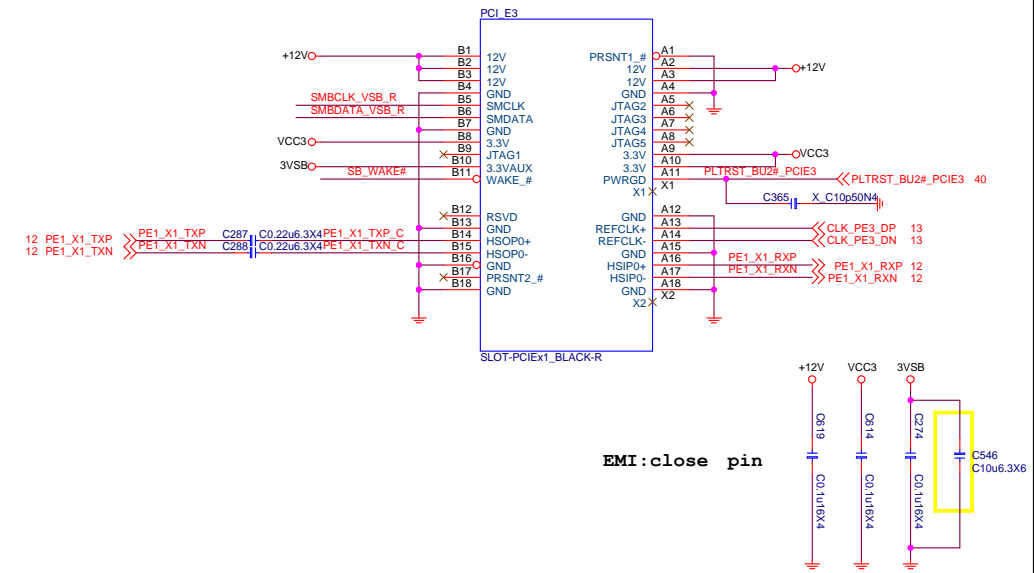 PCI_E3
+12V B1 12V PRSNT1_# A1
B2 12V 12V A2 +12V
B3 12V 12V A3
B4 GND GND A4
SMBCLK_VSB_R B5 SMCLK JTAG2 A5
SMBDATA_VSB_R B6 SMDATA JTAG3 A6
B7 GND JTAG4 A7
VCC3 B8 3.3V JTAG5 A8
B9 JTAG1 3.3V A9 VCC3
3VSB B10 3.3VAUX 3.3V A10
SB_WAKE# B11 WAKE_# PWRGD A11 PLTRST_BU2#_PCIE3 PLTRST_BU2#_PCIE3 40
X1 X1
C365 X_C10p50N4
B12 RSVD GND A12
B13 GND REFCLK+ A13 CLK_PE3_DP 13
12 PE1_X1_TXP PE1_X1_TXP C287 C0.22u6.3X4 PE1_X1_TXP_C B14 HSOP0+ REFCLK- A14 CLK_PE3_DN 13
12 PE1_X1_TXN PE1_X1_TXN C288 C0.22u6.3X4 PE1_X1_TXN_C B15 HSOP0- GND A15
B16 GND HSIP0+ A16 PE1_X1_RXP PE1_X1_RXP 12
B17 PRSNT2_# HSIP0- A17 PE1_X1_RXN PE1_X1_RXN 12
B18 GND GND A18
X2 X2
SLOT-PCIEx1_BLACK-R
+12V VCC3 3VSB
C619 C614 C274
EMI:close pin
C546
C10u6.3X6
C0.1u16X4 C0.1u16X4 C0.1u16X4